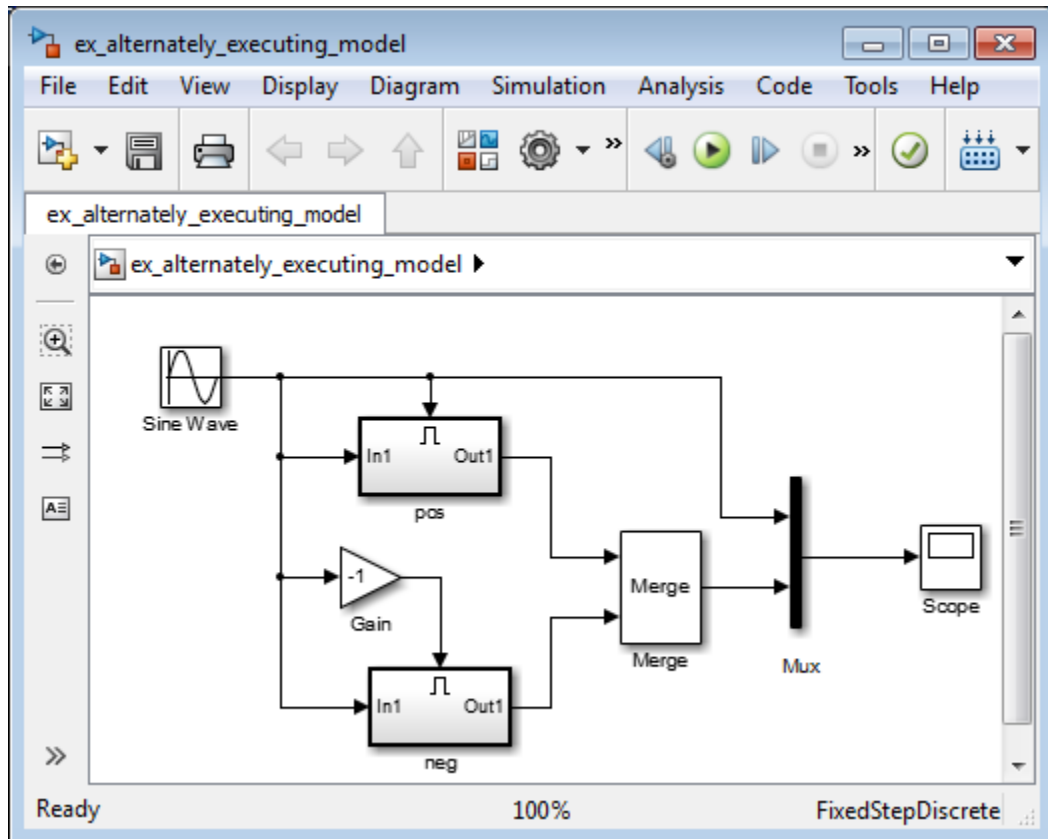 ex_alternately_executing_model
File Edit View Display Diagram Simulation Analysis Code Tools Help
ex_alternately_executing_model
ex_alternately_executing_model
Sine Wave
In1 Out1
pos
-1
Gain
Merge
Merge
Mux
Scope
In1 Out1
neg
Ready 100% FixedStepDiscrete